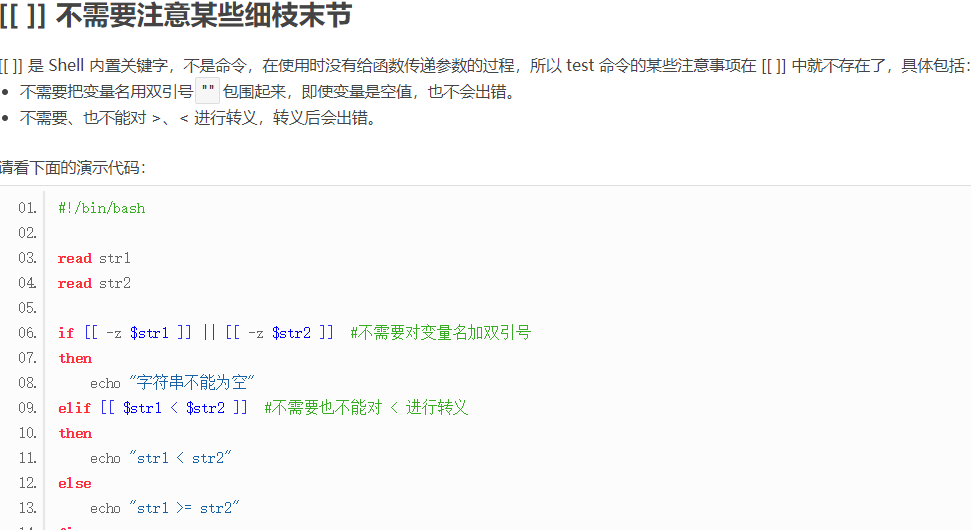 [[ ]] 不需要注意某些细枝末节
[[ ]] 是 Shell 内置关键字，不是命令，在使用时没有给函数传递参数的过程，所以 test 命令的某些注意事项在 [[ ]] 中就不存在了，具体包括：
• 不需要把变量名用双引号 "" 包围起来，即使变量是空值，也不会出错。
• 不需要、也不能对 >、< 进行转义，转义后会出错。
请看下面的演示代码：
01. #!/bin/bash
02.
03. read str1
04. read str2
05.
06. if [[ -z $str1 ]] || [[ -z $str2 ]]  #不需要对变量名加双引号
07. then
08.     echo "字符串不能为空"
09. elif [[ $str1 < $str2 ]]  #不需要也不能对 < 进行转义
10. then
11.     echo "str1 < str2"
12. else
13.     echo "str1 >= str2"